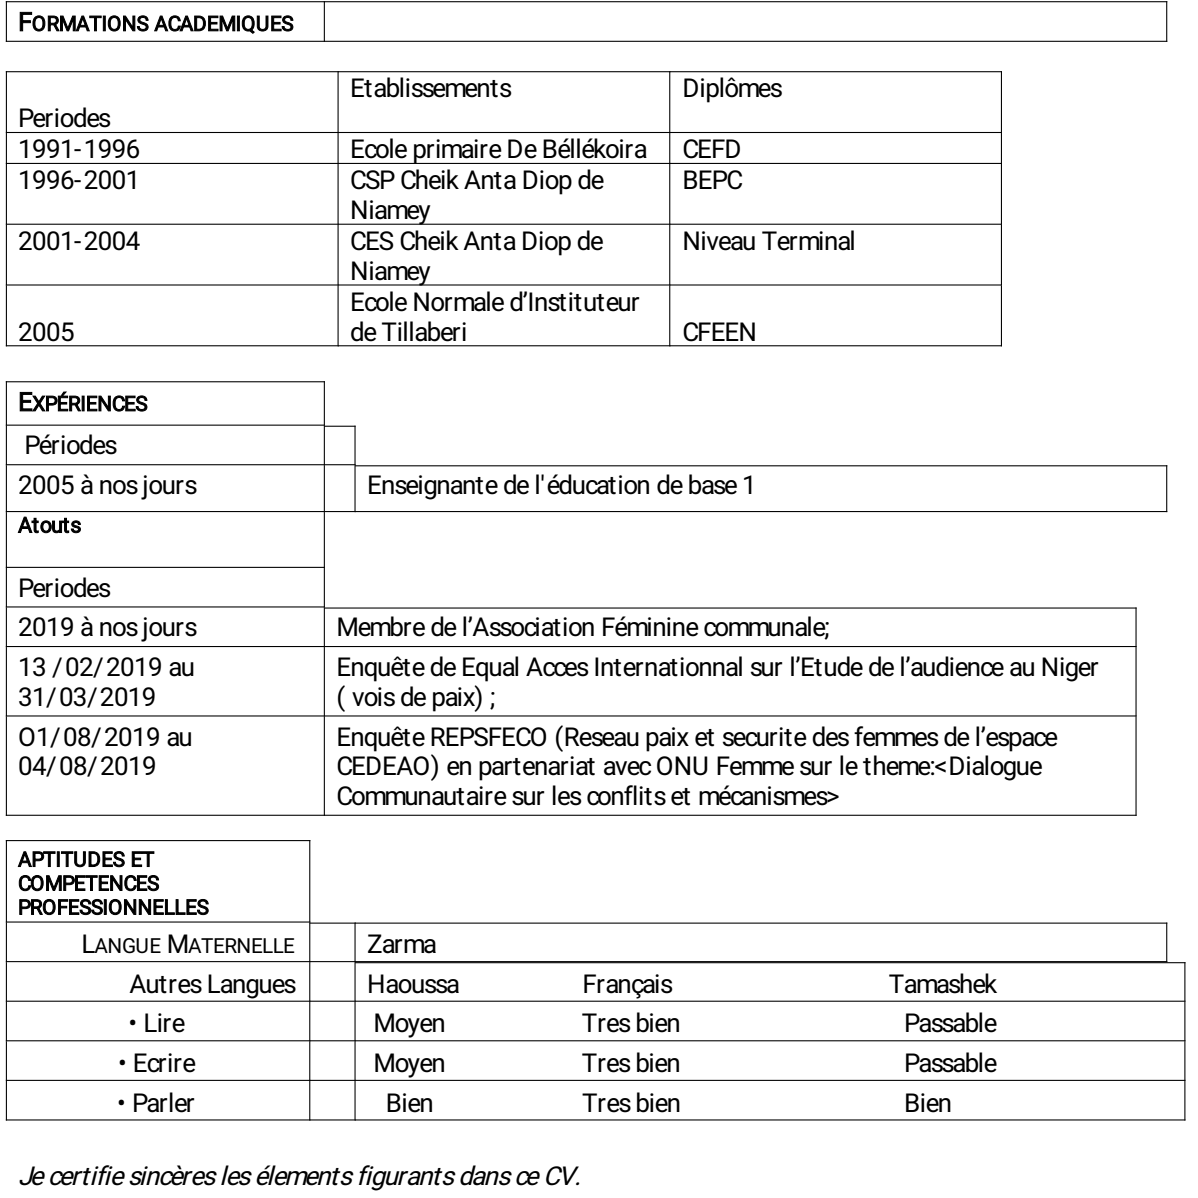 FORMATIONS ACADEMIQUES
Periodes Etablissements Diplômes
1991-1996 Ecole primaire De Béllékoira CEFD
1996-2001 CSP Cheik Anta Diop de BEPC
Niamey
2001-2004 CES Cheik Anta Diop de Niveau Terminal
Niamey
Ecole Normale d’Instituteur
2005 de Tillaberi CFEEN
EXPÉRIENCES
Périodes
2005 à nos jours Enseignante de l'éducation de base 1
Atouts
Periodes
2019 à nos jours Membre de l’Association Féminine communale;
13 /02/2019 au Enquête de Equal Acces Internationnal sur l’Etude de l’audience au Niger
31/03/2019 ( vois de paix) ;
O1/08/2019 au Enquête REPSFECO (Reseau paix et securite des femmes de l’espace
04/08/2019 CEDEAO) en partenariat avec ONU Femme sur le theme:<Dialogue
Communautaire sur les conflits et mécanismes>
APTITUDES ET
COMPETENCES
PROFESSIONNELLES
LANGUE MATERNELLE Zarma
Autres Langues Haoussa Français Tamashek
• Lire Moyen Tres bien Passable
• Ecrire Moyen Tres bien Passable
• Parler Bien Tres bien Bien
Je certifie sincères les élements figurants dans ce CV.